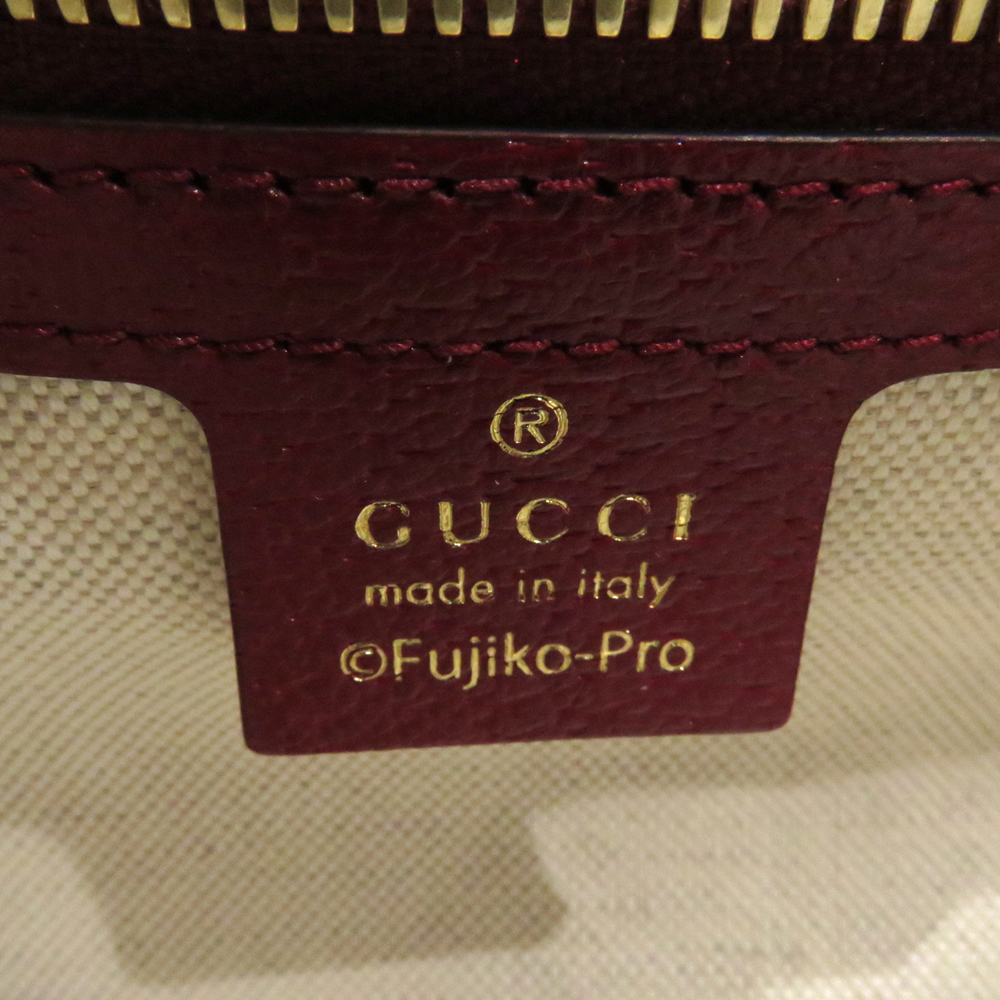 ®
GUCCI
made in italy
©Fujiko-Pro